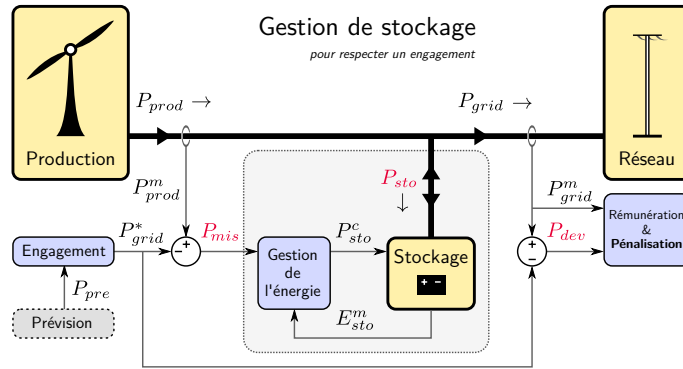 Gestion de stockage
pour respecter un engagement
P_prod →
P_grid →
Production
Réseau
P^m_prod
P_sto
↓
P^m_grid
Rémunération
&
Pénalisation
Engagement
P*_grid
+
−
P_mis
Gestion
de
l'énergie
P^c_sto
Stockage
+ −
+
−
P_dev
P_pre
Prévision
E^m_sto